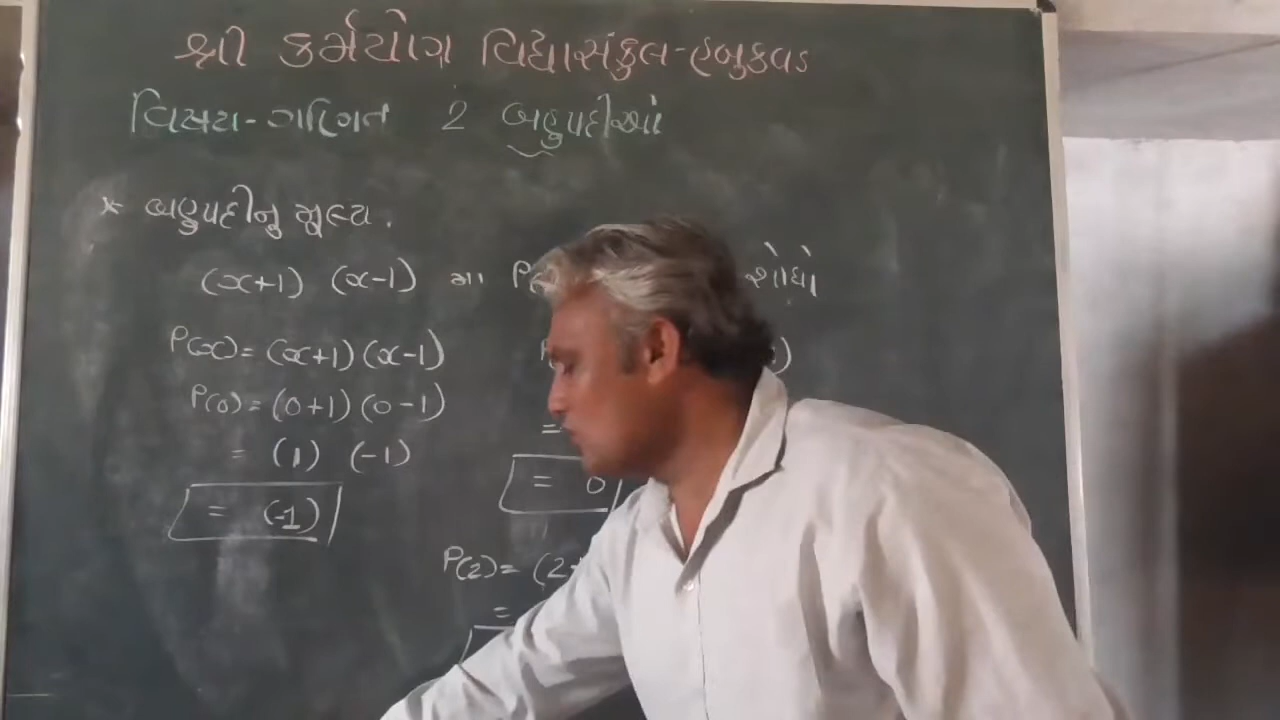 શ્રી કર્મયોગ વિદ્યાસંકુલ-હનુકવડ
વિષય-ગણિત 2 બહુપદીઓ
* બહુપદીનુ મૂલ્ય.
(x+1) (x-1) ના P( શોધો
P(x) = (x+1) (x-1)
P(0) = (0+1) (0-1)
= (1) (-1)
= (-1)
=
= 0
P(2) = (2
=